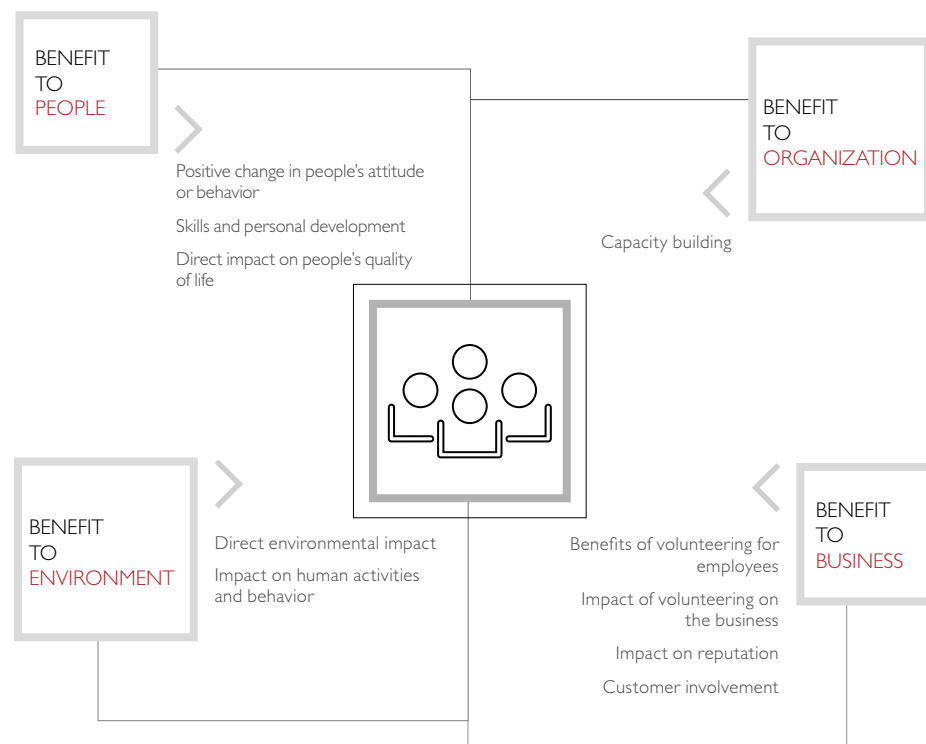 BENEFIT
TO
PEOPLE
Positive change in people's attitude
or behavior
Skills and personal development
Direct impact on people's quality
of life
BENEFIT
TO
ORGANIZATION
Capacity building
BENEFIT
TO
ENVIRONMENT
Direct environmental impact
Impact on human activities
and behavior
BENEFIT
TO
BUSINESS
Benefits of volunteering for
employees
Impact of volunteering on
the business
Impact on reputation
Customer involvement